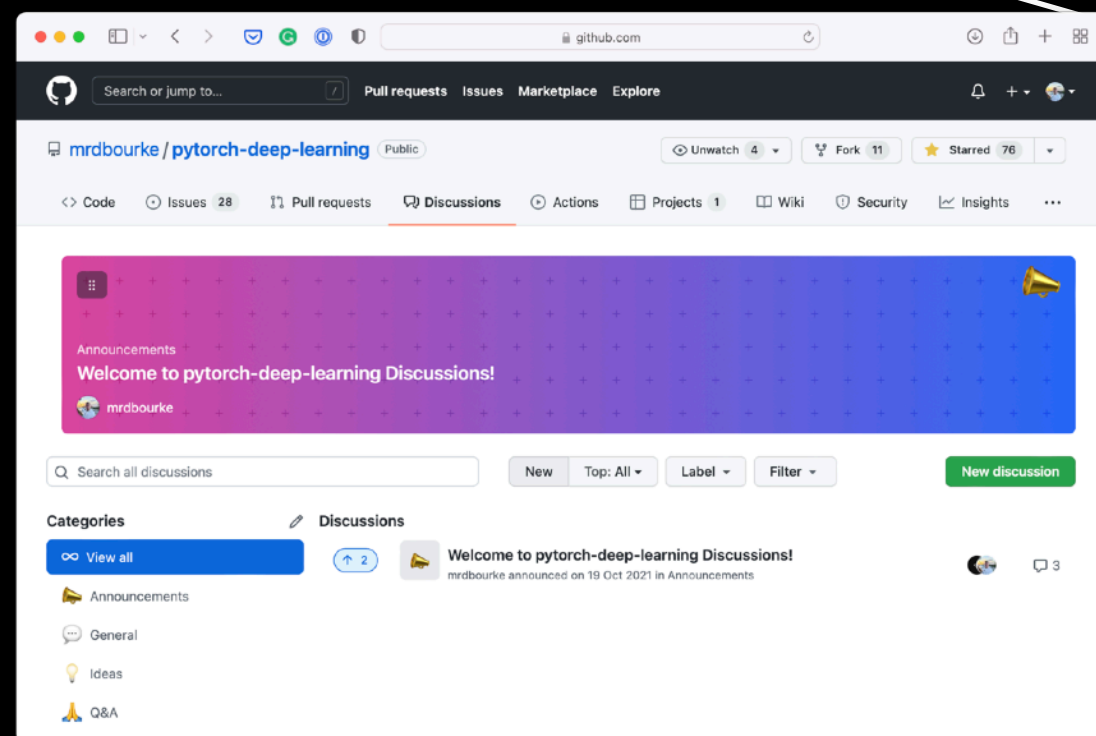 github.com
Search or jump to... / Pull requests Issues Marketplace Explore
mrdbourke / pytorch-deep-learning Public Unwatch 4 Fork 11 Starred 76
<> Code Issues 28 Pull requests Discussions Actions Projects 1 Wiki Security Insights ...
Announcements
Welcome to pytorch-deep-learning Discussions!
mrdbourke
Search all discussions New Top: All Label Filter New discussion
Categories Discussions
View all 2 Welcome to pytorch-deep-learning Discussions! 3
mrdbourke announced on 19 Oct 2021 in Announcements
Announcements
General
Ideas
Q&A